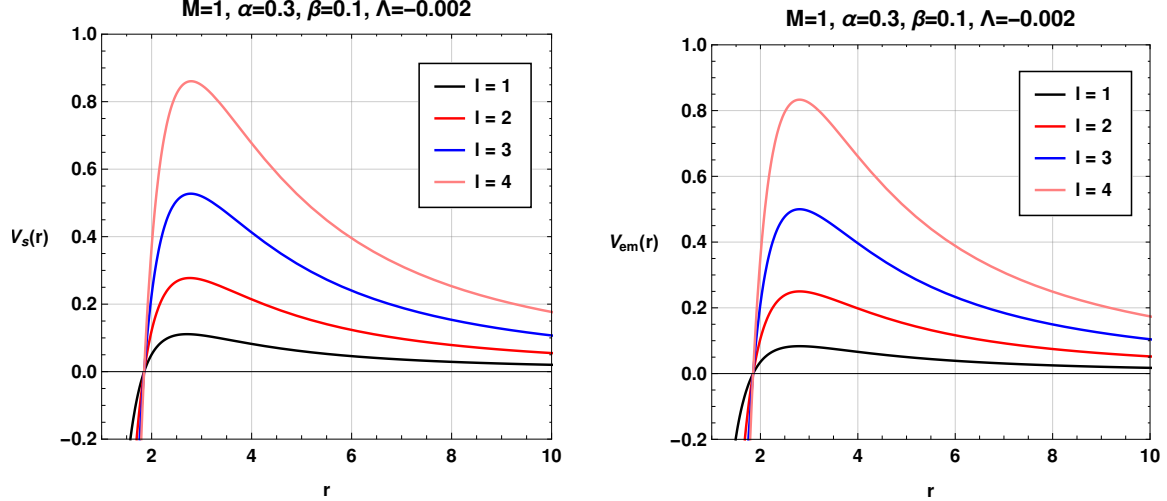 M=1, α=0.3, β=0.1, Λ=−0.002
1.0
0.8
0.6
0.4
0.2
0.0
−0.2
V_s(r)
l = 1
l = 2
l = 3
l = 4
2 4 6 8 10
r
M=1, α=0.3, β=0.1, Λ=−0.002
1.0
0.8
0.6
0.4
0.2
0.0
−0.2
V_em(r)
l = 1
l = 2
l = 3
l = 4
2 4 6 8 10
r